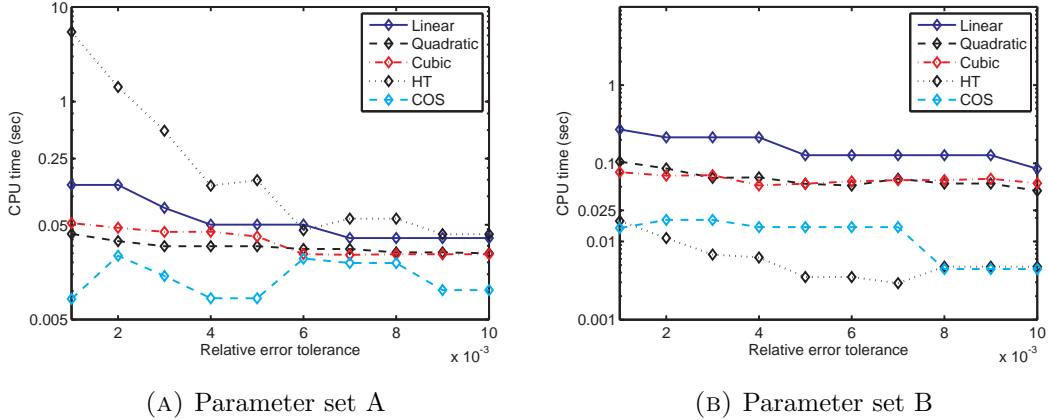 10
1
0.25
0.05
0.005
CPU time (sec)
2
4
6
8
10
Relative error tolerance
x 10⁻³
Linear
Quadratic
Cubic
HT
COS
(A) Parameter set A
1
0.1
0.025
0.01
0.001
CPU time (sec)
2
4
6
8
10
Relative error tolerance
x 10⁻³
Linear
Quadratic
Cubic
HT
COS
(B) Parameter set B